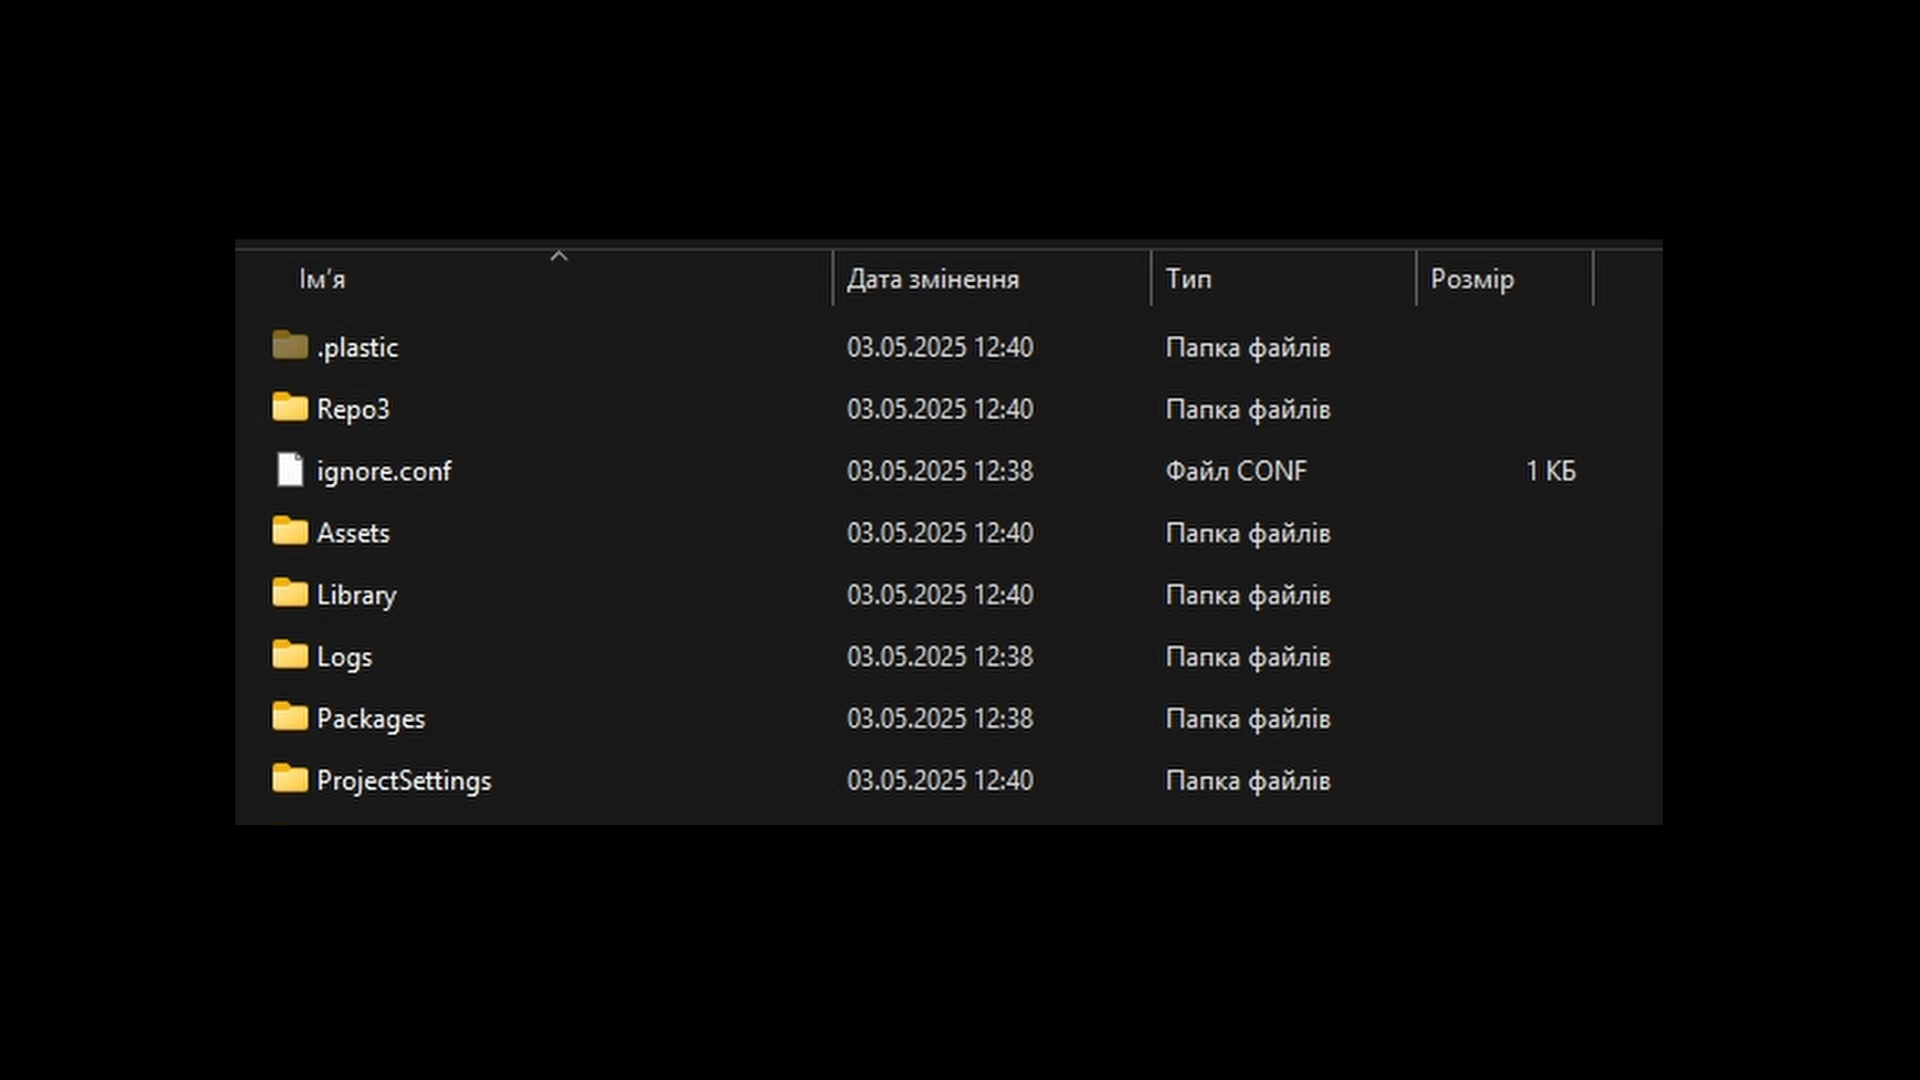 Ім'я Дата змінення Тип Розмір
.plastic 03.05.2025 12:40 Папка файлів
Repo3 03.05.2025 12:40 Папка файлів
ignore.conf 03.05.2025 12:38 Файл CONF 1 КБ
Assets 03.05.2025 12:40 Папка файлів
Library 03.05.2025 12:40 Папка файлів
Logs 03.05.2025 12:38 Папка файлів
Packages 03.05.2025 12:38 Папка файлів
ProjectSettings 03.05.2025 12:40 Папка файлів